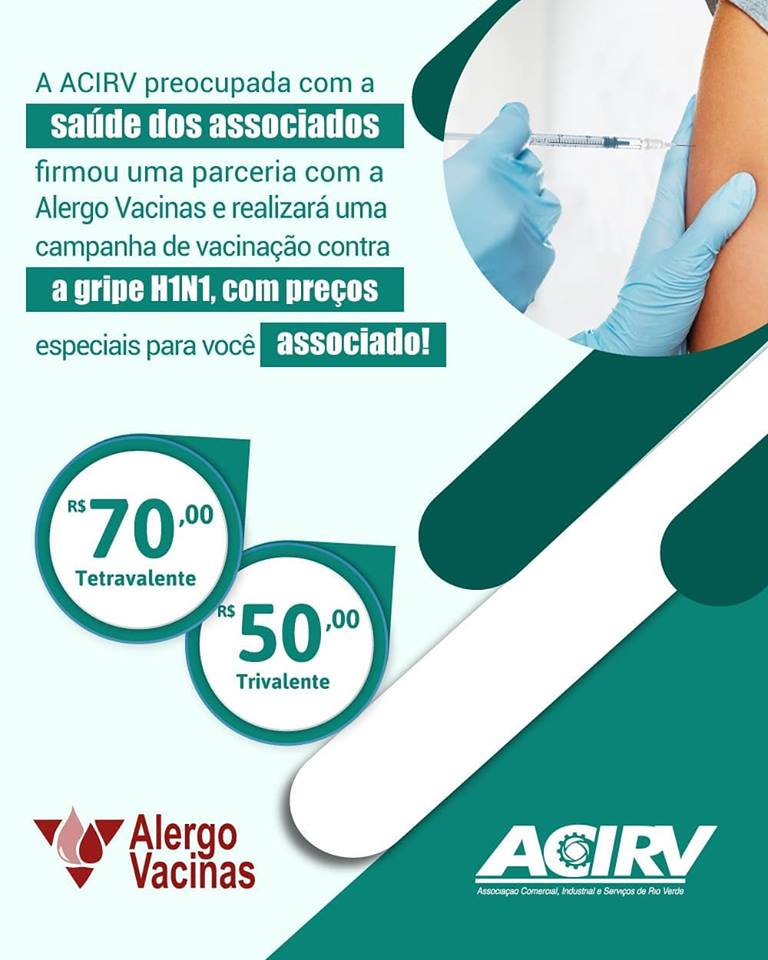 A ACIRV preocupada com a
saúde dos associados
firmou uma parceria com a
Alergo Vacinas e realizará uma
campanha de vacinação contra
a gripe H1N1, com preços
especiais para você associado!
R$ 70,00
Tetravalente
R$ 50,00
Trivalente
Alergo
Vacinas
ACIRV
Associaçao Comercial, Industrial e Serviços de Rio Verde